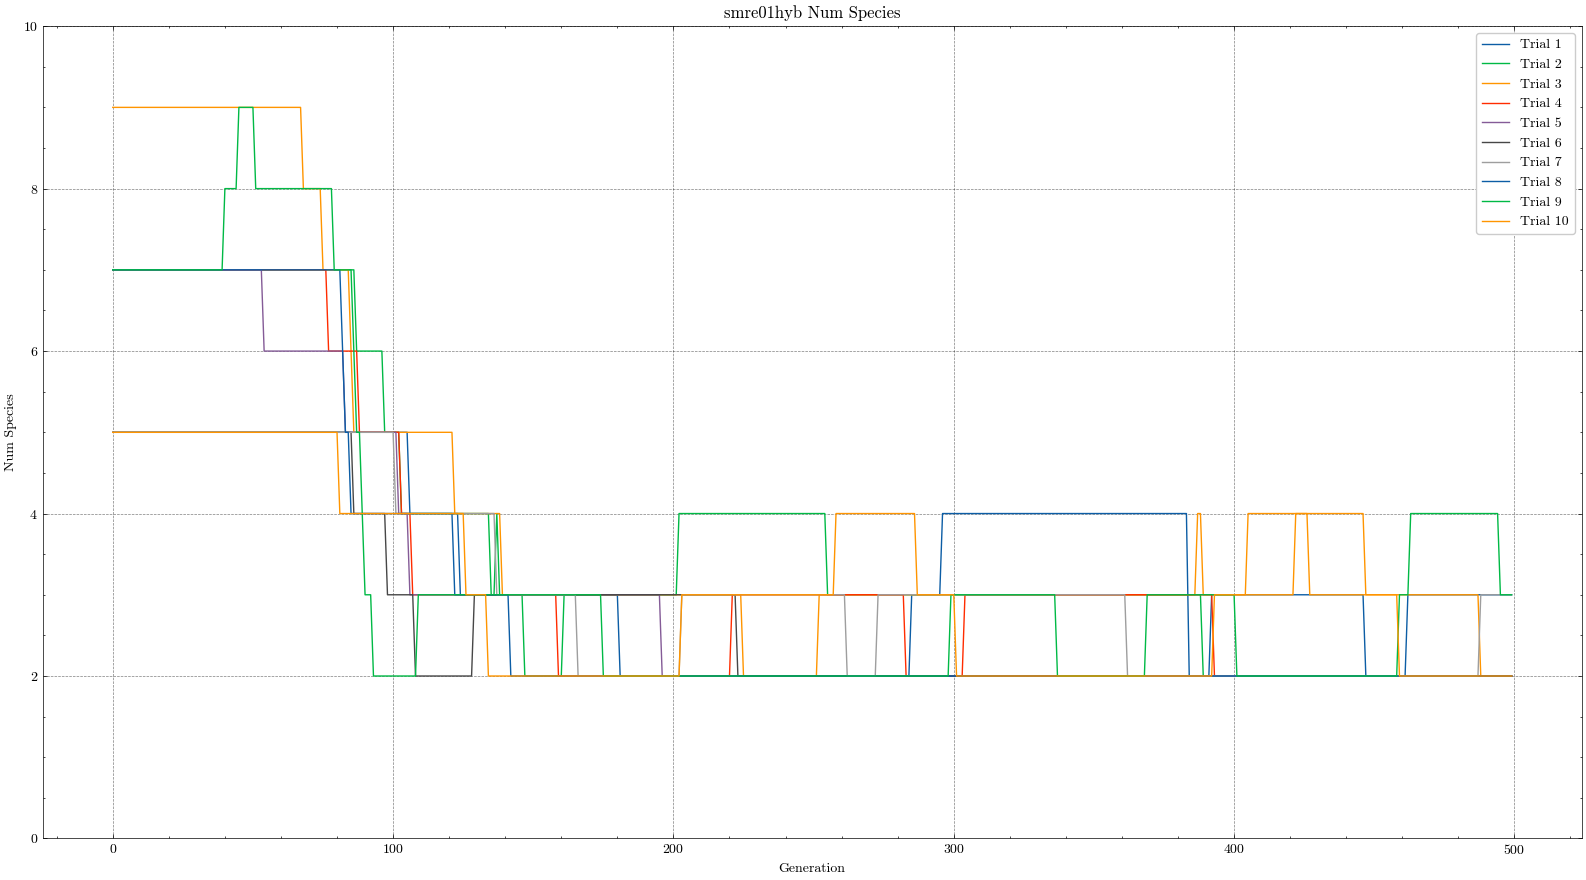 smre01hyb Num Species
10
8
6
4
2
0
Num Species
0 100 200 300 400 500
Generation
Trial 1
Trial 2
Trial 3
Trial 4
Trial 5
Trial 6
Trial 7
Trial 8
Trial 9
Trial 10